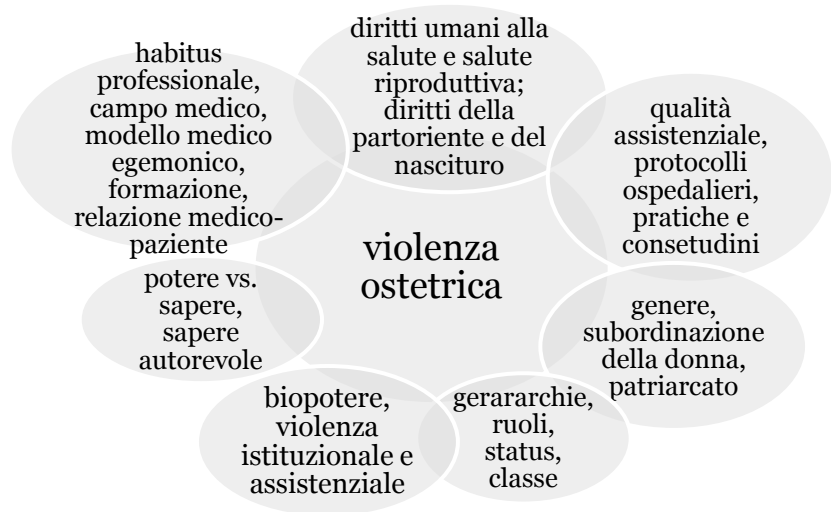 diritti umani alla
salute e salute
riproduttiva;
diritti della
partoriente e del
nascituro
habitus
professionale,
campo medico,
modello medico
egemonico,
formazione,
relazione medico-
paziente
qualità
assistenziale,
protocolli
ospedalieri,
pratiche e
consetudini
violenza
ostetrica
potere vs.
sapere,
sapere
autorevole
genere,
subordinazione
della donna,
patriarcato
biopotere,
violenza
istituzionale e
assistenziale
gerararchie,
ruoli,
status,
classe